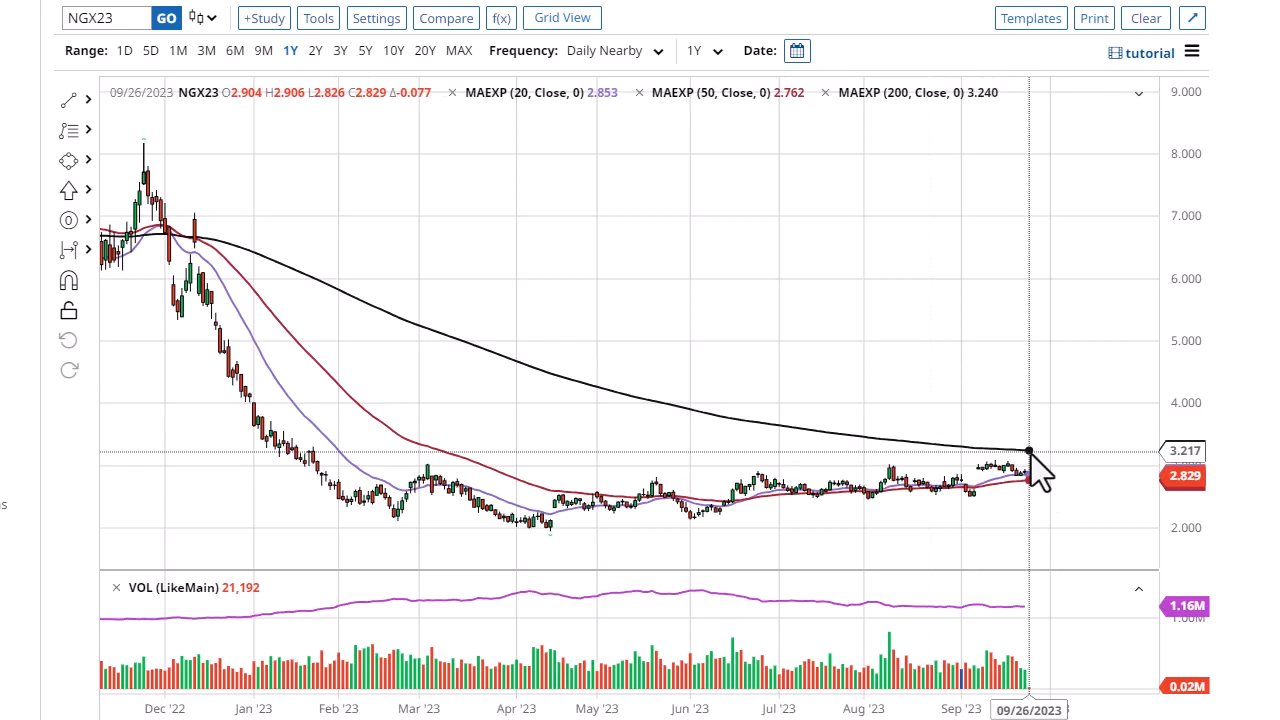 NGX23 GO +Study Tools Settings Compare f(x) Grid View Templates Print Clear
Range: 1D 5D 1M 3M 6M 9M 1Y 2Y 3Y 5Y 10Y 20Y MAX Frequency: Daily Nearby 1Y Date: tutorial
09/26/2023 NGX23 O2.904 H2.906 L2.826 C2.829 Δ-0.077 × MAEXP (20, Close, 0) 2.853 × MAEXP (50, Close, 0) 2.762 × MAEXP (200, Close, 0) 3.240
9.000
8.000
7.000
6.000
5.000
4.000
3.217
2.829
2.000
× VOL (LikeMain) 21,192
1.16M
1.00M
0.02M
Dec '22 Jan '23 Feb '23 Mar '23 Apr '23 May '23 Jun '23 Jul '23 Aug '23 Sep '23 09/26/2023